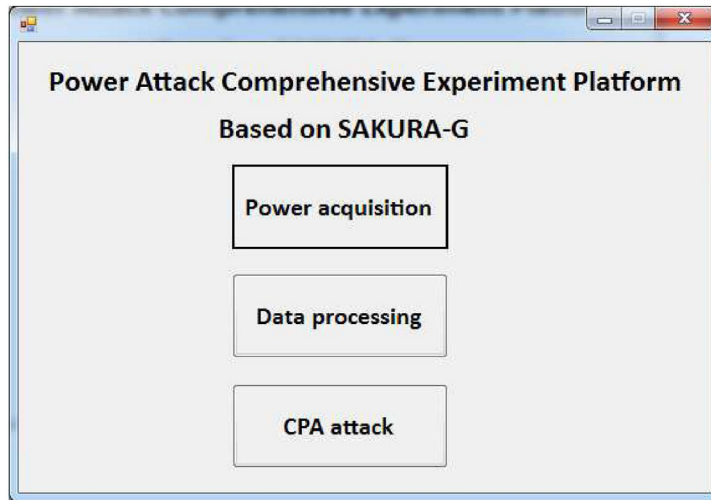 Power Attack Comprehensive Experiment Platform
Based on SAKURA-G
Power acquisition
Data processing
CPA attack